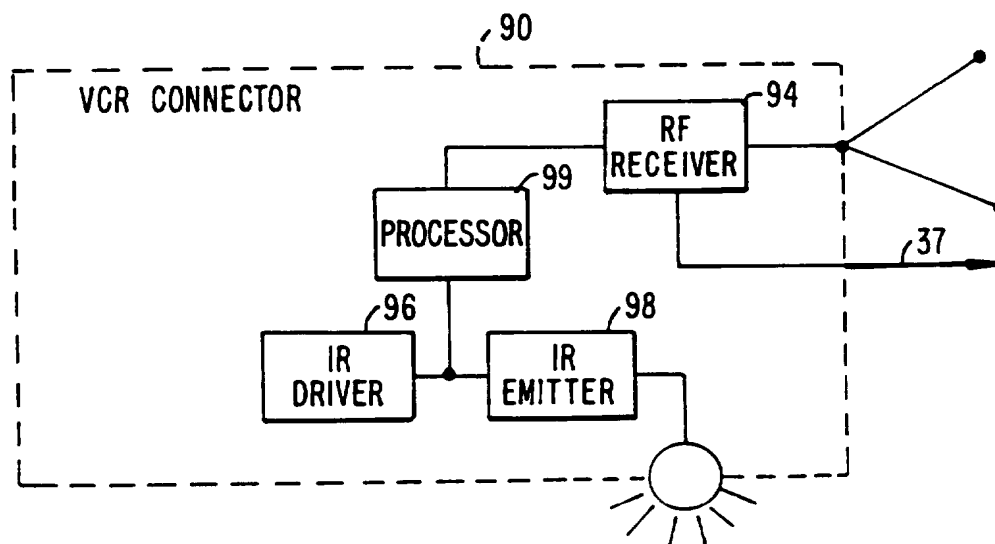 90
VCR CONNECTOR
94
RF
RECEIVER
99
PROCESSOR
37
96
98
IR
DRIVER
IR
EMITTER